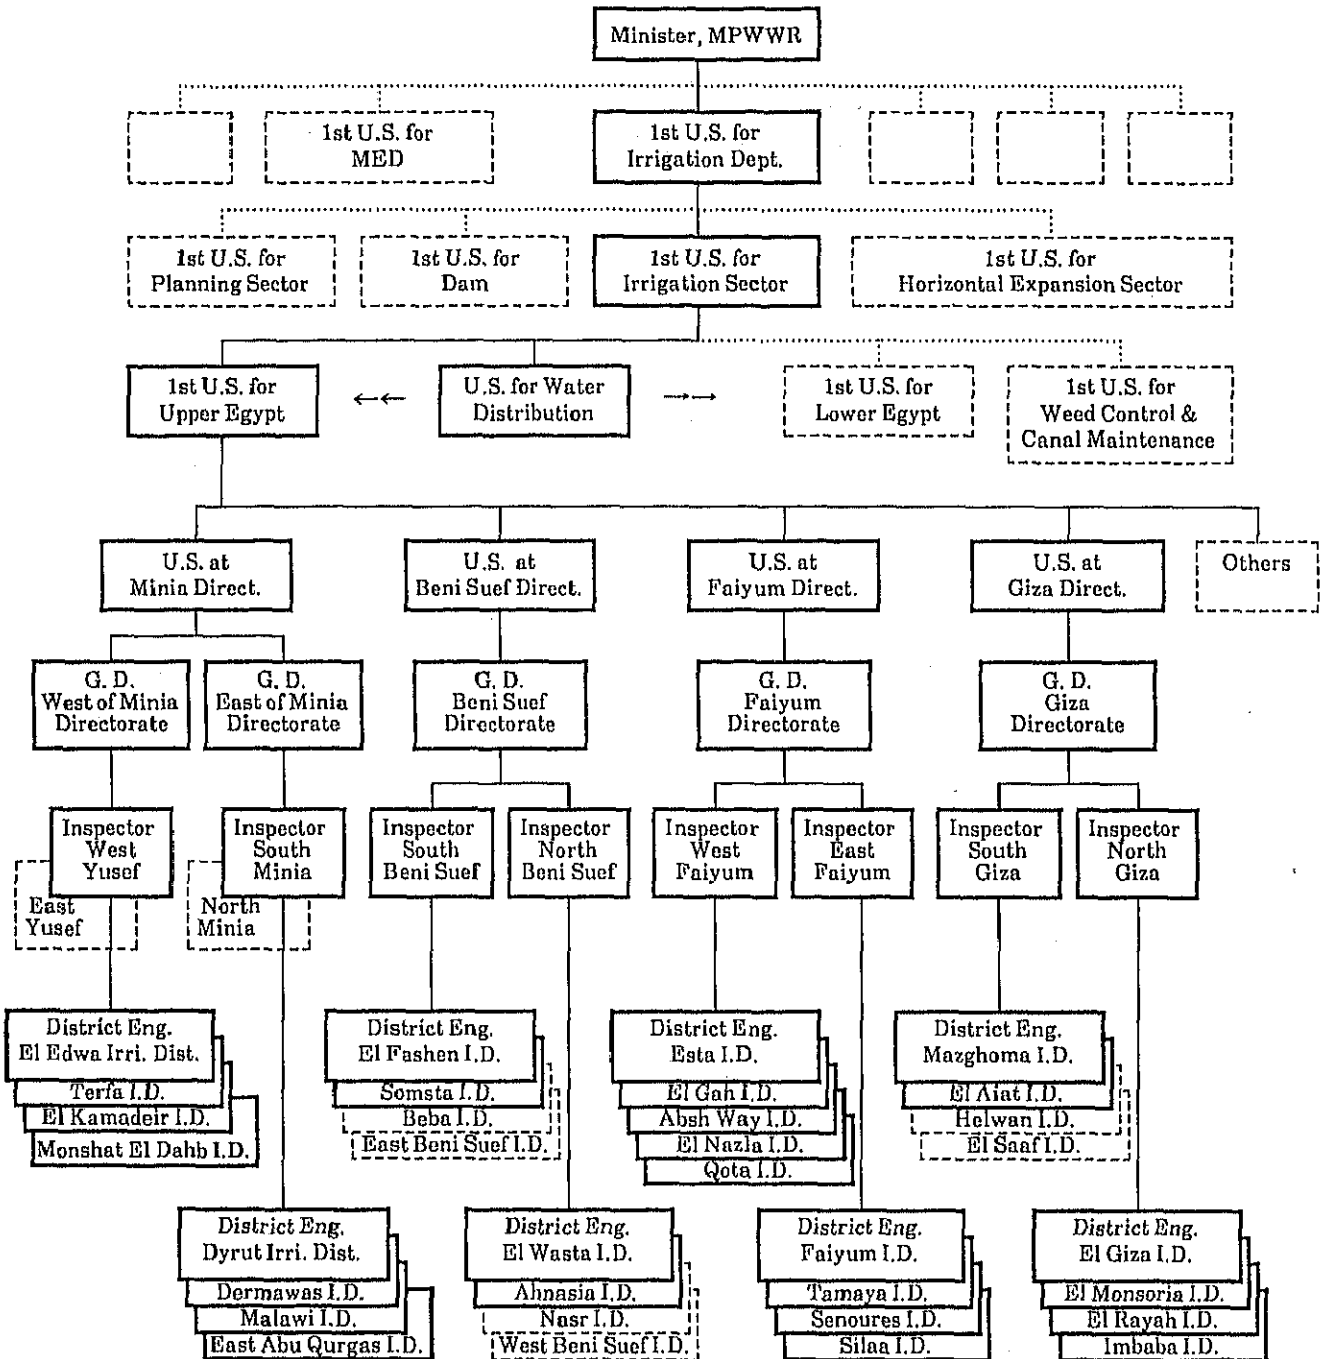 Minister, MPWWR
1st U.S. for
MED
1st U.S. for
Irrigation Dept.
1st U.S. for
Planning Sector
1st U.S. for
Dam
1st U.S. for
Irrigation Sector
1st U.S. for
Horizontal Expansion Sector
1st U.S. for
Upper Egypt
←←
U.S. for Water
Distribution
→→
1st U.S. for
Lower Egypt
1st U.S. for
Weed Control &
Canal Maintenance
U.S. at
Minia Direct.
U.S. at
Beni Suef Direct.
U.S. at
Faiyum Direct.
U.S. at
Giza Direct.
Others
G. D.
West of Minia
Directorate
G. D.
East of Minia
Directorate
G. D.
Beni Suef
Directorate
G. D.
Faiyum
Directorate
G. D.
Giza
Directorate
Inspector
West
Yusef
East
Yusef
Inspector
South
Minia
North
Minia
Inspector
South
Beni Suef
Inspector
North
Beni Suef
Inspector
West
Faiyum
Inspector
East
Faiyum
Inspector
South
Giza
Inspector
North
Giza
District Eng.
El Edwa Irri. Dist.
Terfa I.D.
El Kamadeir I.D.
Monshat El Dahb I.D.
District Eng.
El Fashen I.D.
Somsta I.D.
Beba I.D.
East Beni Suef I.D.
District Eng.
Esta I.D.
El Gah I.D.
Absh Way I.D.
El Nazla I.D.
Qota I.D.
District Eng.
Mazghoma I.D.
El Aiat I.D.
Helwan I.D.
El Saaf I.D.
District Eng.
Dyrut Irri. Dist.
Dermawas I.D.
Malawi I.D.
East Abu Qurgas I.D.
District Eng.
El Wasta I.D.
Ahnasia I.D.
Nasr I.D.
West Beni Suef I.D.
District Eng.
Faiyum I.D.
Tamaya I.D.
Senoures I.D.
Silaa I.D.
District Eng.
El Giza I.D.
El Monsoria I.D.
El Rayah I.D.
Imbaba I.D.